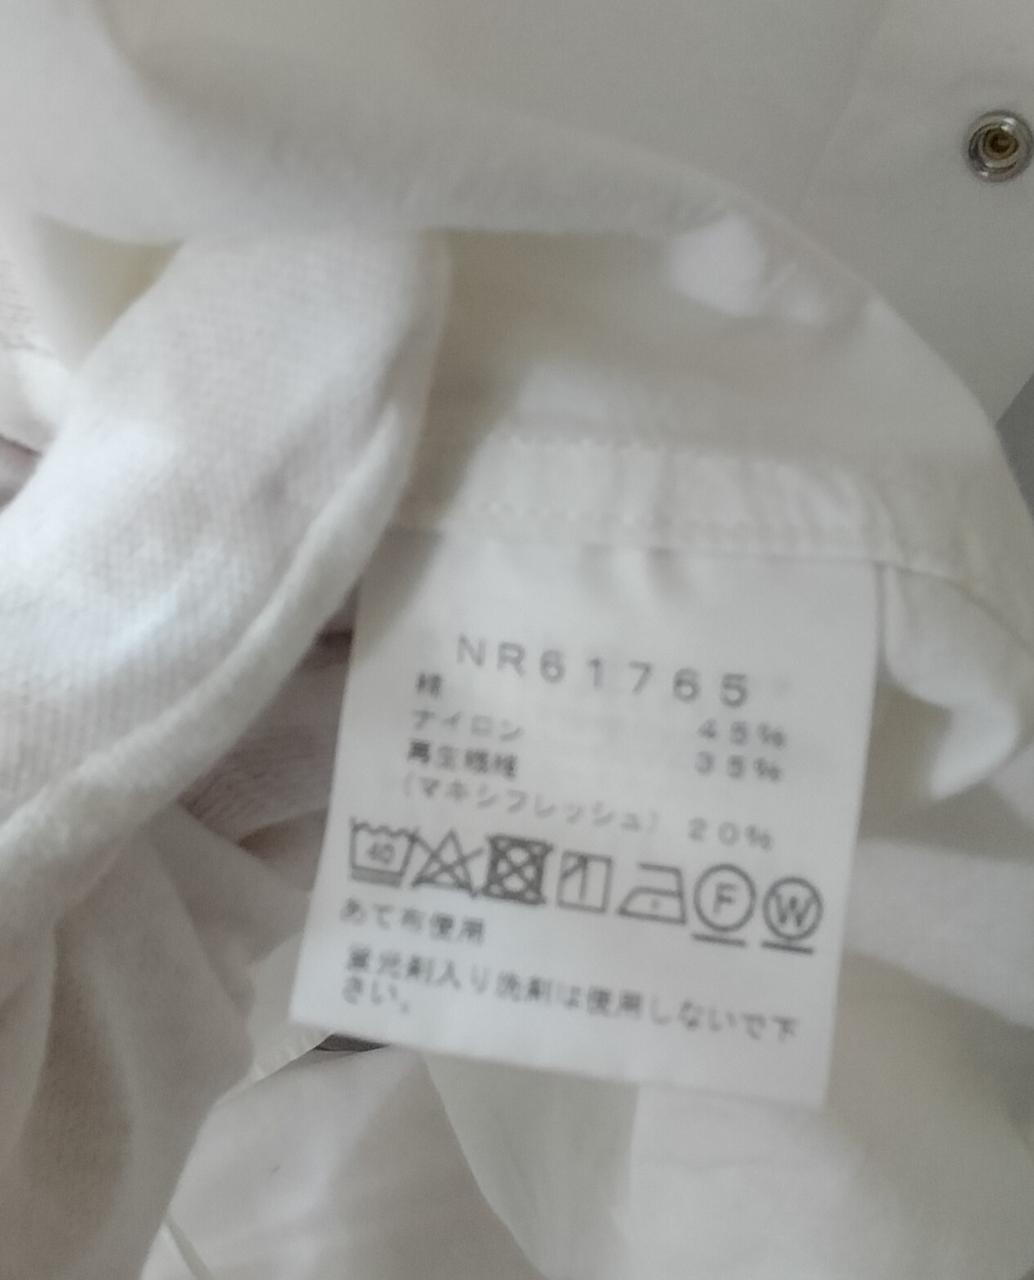 NR61765
綿 45%
ナイロン 35%
再生繊維
(マキシフレッシュ) 20%
40 F W
あて布使用
蛍光剤入り洗剤は使用しないで下
さい。